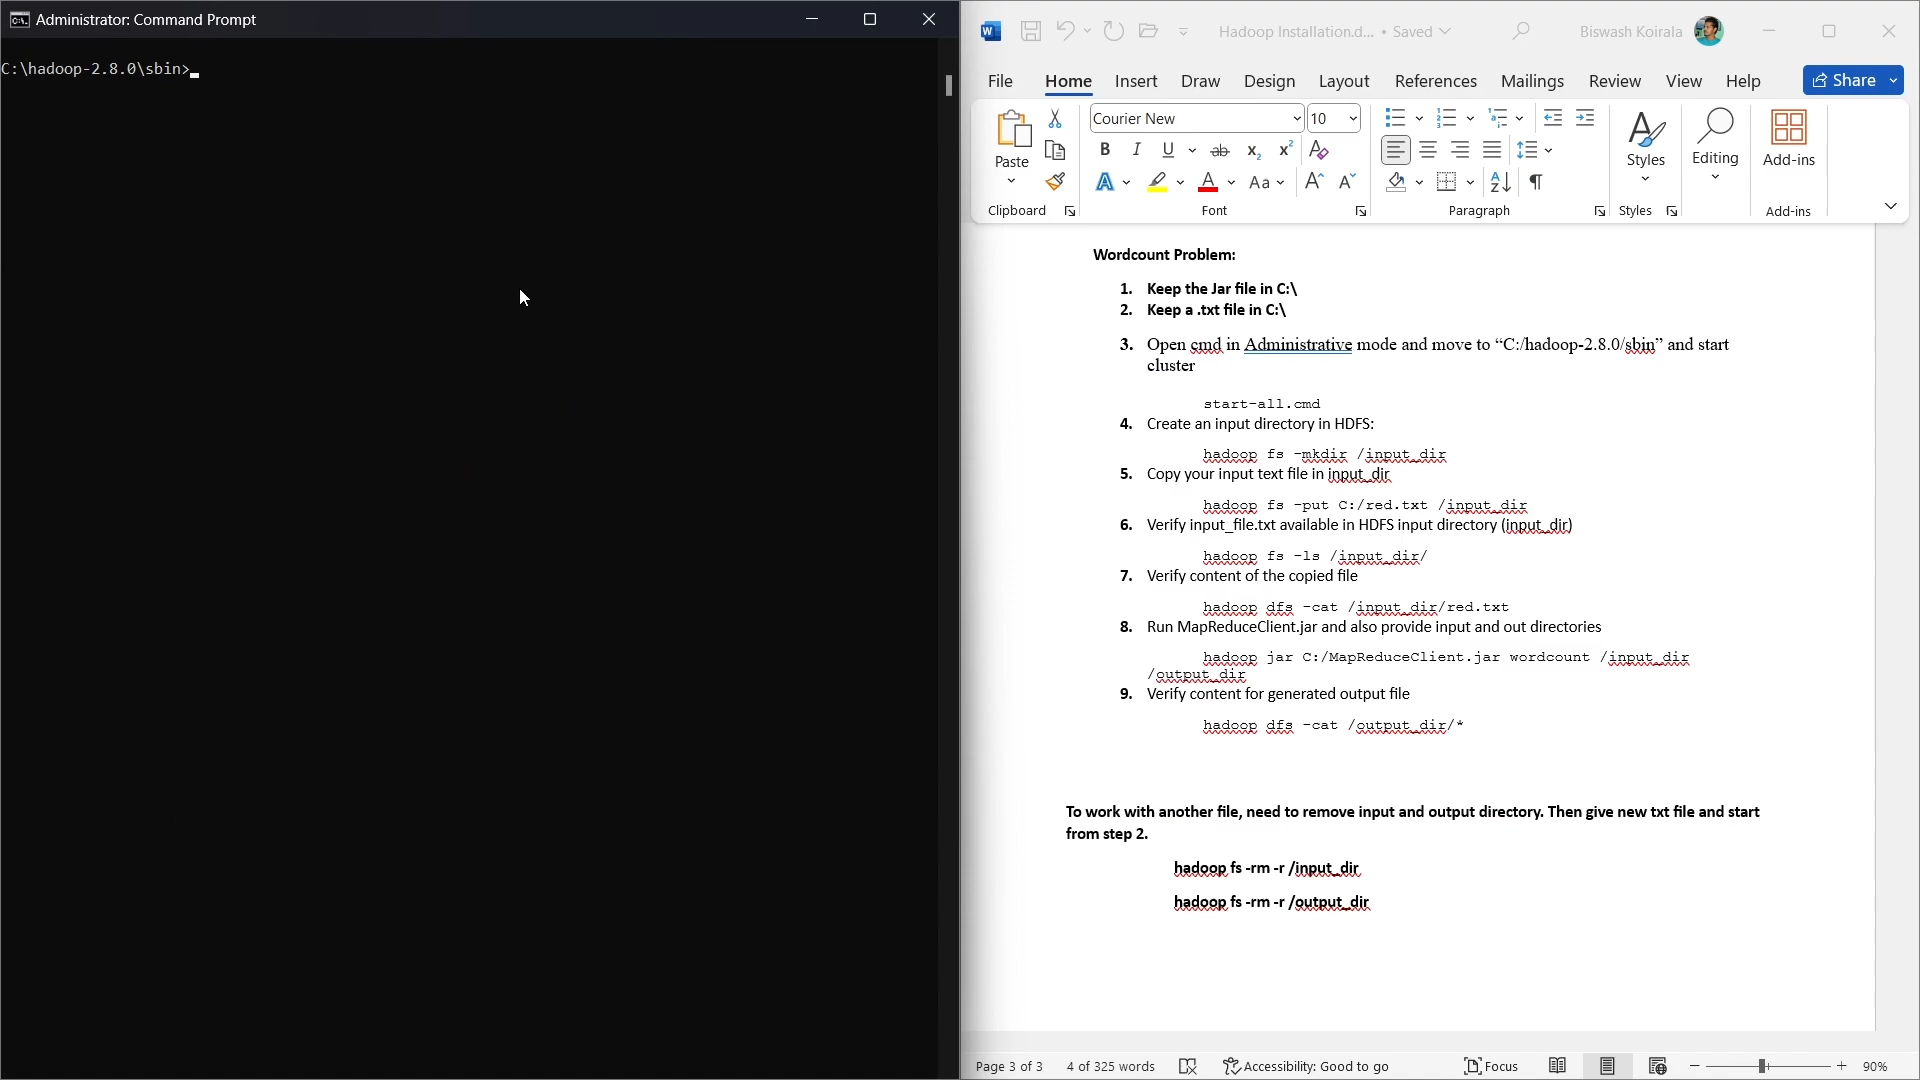 Administrator: Command Prompt
C:\hadoop-2.8.0\sbin>
Hadoop Installation.d... • Saved
Biswash Koirala
File Home Insert Draw Design Layout References Mailings Review View Help Share
Courier New 10
Paste
Styles
Editing
Add-ins
Clipboard Font Paragraph Styles Add-ins
Wordcount Problem:
1. Keep the Jar file in C:\
2. Keep a .txt file in C:\
3. Open cmd in Administrative mode and move to “C:/hadoop-2.8.0/sbin” and start
cluster
start-all.cmd
4. Create an input directory in HDFS:
hadoop fs -mkdir /input_dir
5. Copy your input text file in input_dir
hadoop fs -put C:/red.txt /input_dir
6. Verify input_file.txt available in HDFS input directory (input_dir)
hadoop fs -ls /input_dir/
7. Verify content of the copied file
hadoop dfs -cat /input_dir/red.txt
8. Run MapReduceClient.jar and also provide input and out directories
hadoop jar C:/MapReduceClient.jar wordcount /input_dir
/output_dir
9. Verify content for generated output file
hadoop dfs -cat /output_dir/*
To work with another file, need to remove input and output directory. Then give new txt file and start
from step 2.
hadoop fs -rm -r /input_dir
hadoop fs -rm -r /output_dir
Page 3 of 3 4 of 325 words Accessibility: Good to go Focus 90%